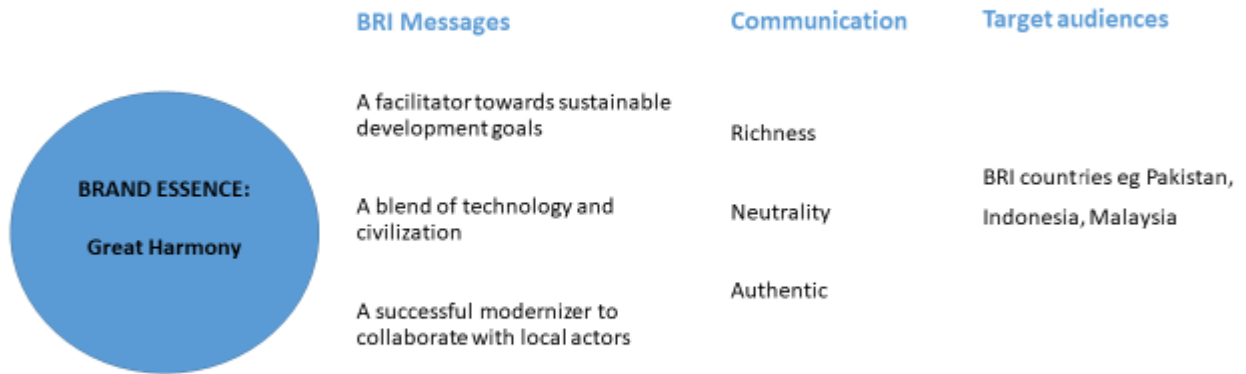 BRI Messages
Communication
Target audiences
BRAND ESSENCE:
Great Harmony
A facilitator towards sustainable
development goals
A blend of technology and
civilization
A successful modernizer to
collaborate with local actors
Richness
Neutrality
Authentic
BRI countries eg Pakistan,
Indonesia, Malaysia